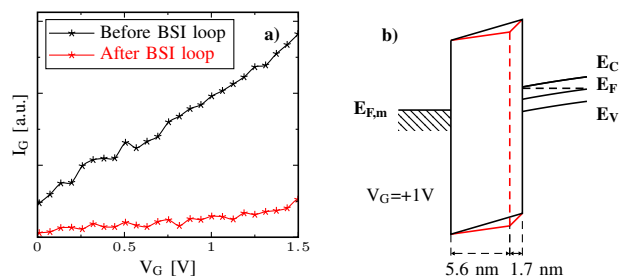 Before BSI loop
After BSI loop
a)
I_G [a.u.]
0
0.5
1
1.5
V_G [V]
b)
E_C
E_F
E_V
E_F,m
V_G=+1V
5.6 nm
1.7 nm